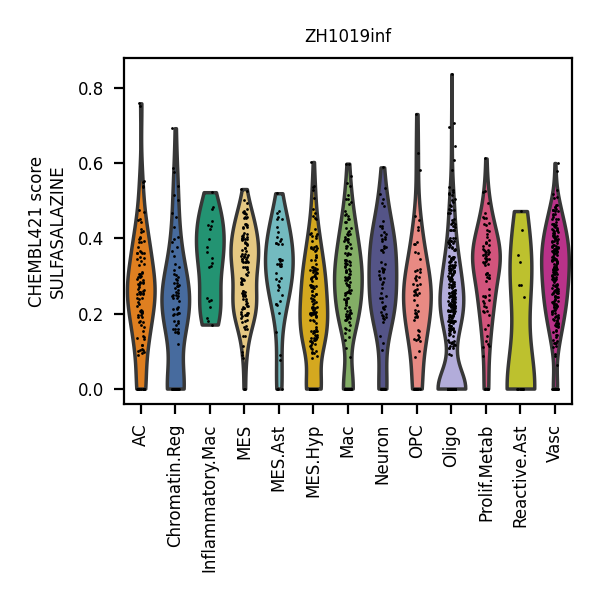 ZH1019inf
CHEMBL421 score
SULFASALAZINE
0.8
0.6
0.4
0.2
0.0
AC
Chromatin.Reg
Inflammatory.Mac
MES
MES.Ast
MES.Hyp
Mac
Neuron
OPC
Oligo
Prolif.Metab
Reactive.Ast
Vasc